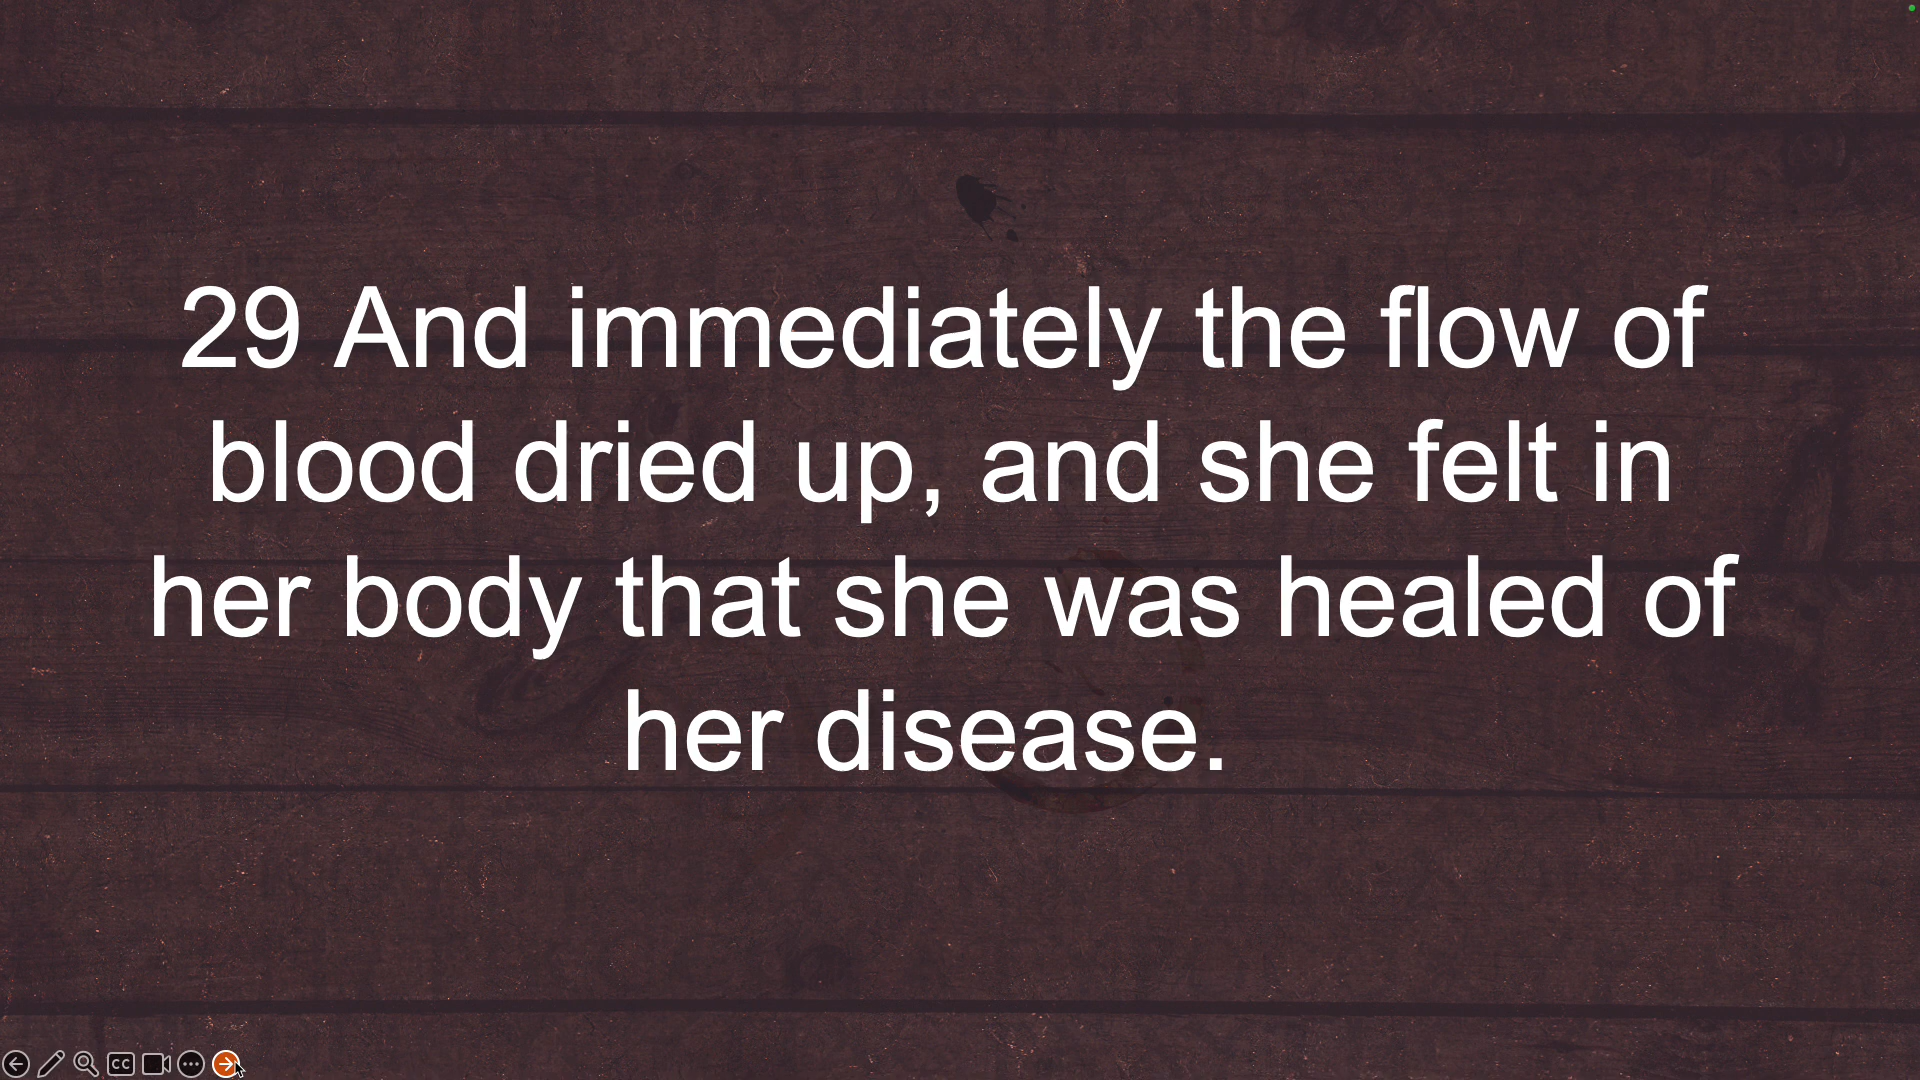 29 And immediately the flow of
blood dried up, and she felt in
her body that she was healed of
her disease.
CC